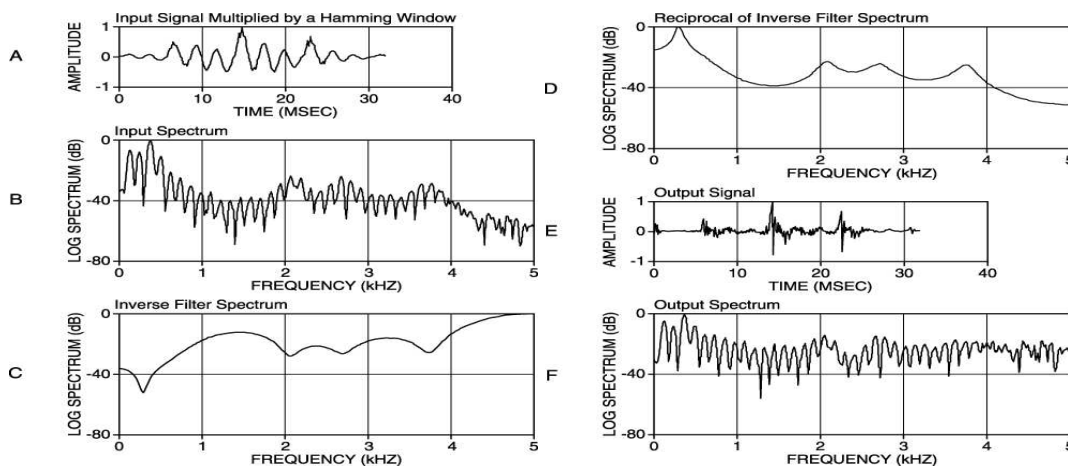 A
Input Signal Multiplied by a Hamming Window
AMPLITUDE
1
0
-1
0 10 20 30 40
TIME (MSEC)
B
Input Spectrum
LOG SPECTRUM (dB)
0
-40
-80
0 1 2 3 4 5
FREQUENCY (kHZ)
C
Inverse Filter Spectrum
LOG SPECTRUM (dB)
0
-40
-80
0 1 2 3 4 5
FREQUENCY (kHZ)
D
Reciprocal of Inverse Filter Spectrum
LOG SPECTRUM (dB)
0
-40
-80
0 1 2 3 4 5
FREQUENCY (kHZ)
E
Output Signal
AMPLITUDE
1
0
-1
0 10 20 30 40
TIME (MSEC)
F
Output Spectrum
LOG SPECTRUM (dB)
0
-40
-80
0 1 2 3 4 5
FREQUENCY (kHZ)